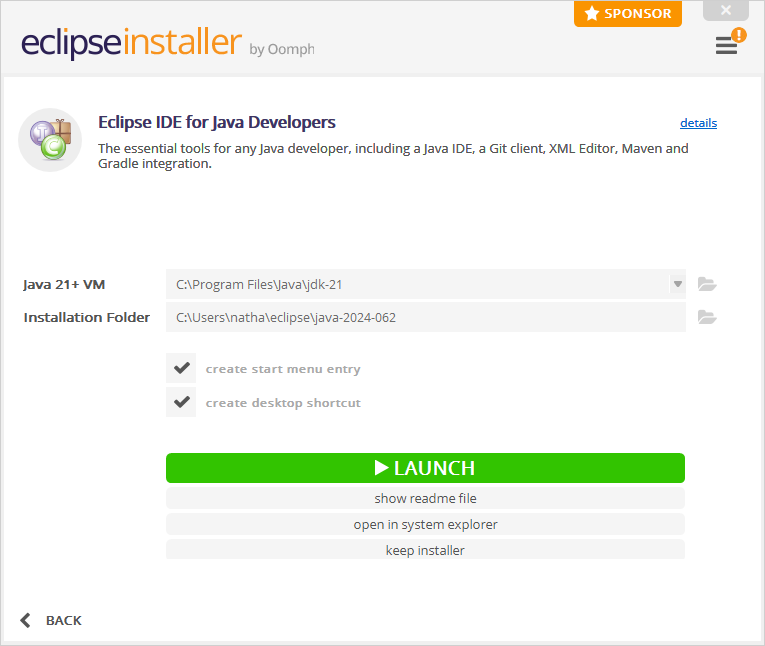 SPONSOR
eclipseinstaller by Oomph
Eclipse IDE for Java Developers
details
The essential tools for any Java developer, including a Java IDE, a Git client, XML Editor, Maven and
Gradle integration.
Java 21+ VM
C:\Program Files\Java\jdk-21
Installation Folder
C:\Users\natha\eclipse\java-2024-062
create start menu entry
create desktop shortcut
LAUNCH
show readme file
open in system explorer
keep installer
BACK